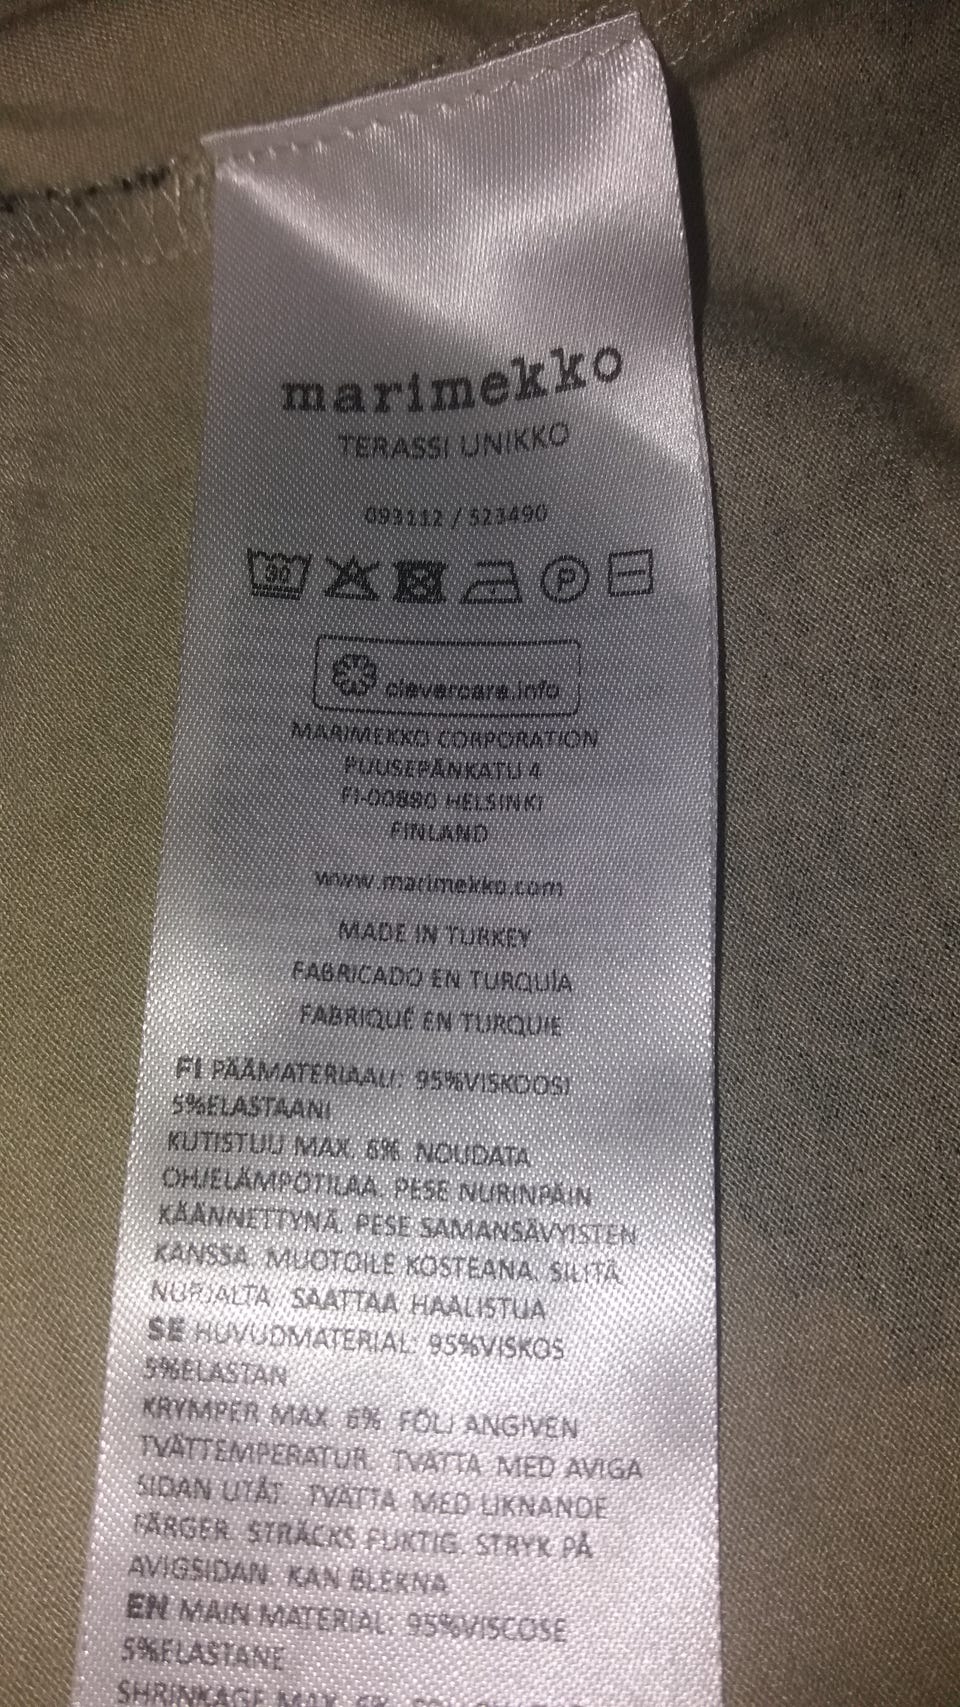 marimekko
TERASSI UNIKKO
093112 / 523490
30
P
clevercare.info
MARIMEKKO CORPORATION
PUUSEPÄNKATU 4
FI-00880 HELSINKI
FINLAND
www.marimekko.com
MADE IN TURKEY
FABRICADO EN TURQUÍA
FABRIQUÉ EN TURQUIE
FI PÄÄMATERIAALI: 95%VISKOOSI
5%ELASTAANI
KUTISTUU MAX. 6%. NOUDATA
OHJELÄMPÖTILAA. PESE NURINPÄIN
KÄÄNNETTYNÄ. PESE SAMANSÄVYISTEN
KANSSA. MUOTOILE KOSTEANA. SILITÄ
NURJALTA. SAATTAA HAALISTUA
SE HUVUDMATERIAL: 95%VISKOS
5%ELASTAN
KRYMPER MAX. 6%. FÖLJ ANGIVEN
TVÄTTEMPERATUR. TVÄTTA MED AVIGA
SIDAN UTÅT. TVÄTTA MED LIKNANDE
FÄRGER. STRÄCKS FUKTIG. STRYK PÅ
AVIGSIDAN. KAN BLEKNA
EN MAIN MATERIAL: 95%VISCOSE
5%ELASTANE
SHRINKAGE MAX. 6%.